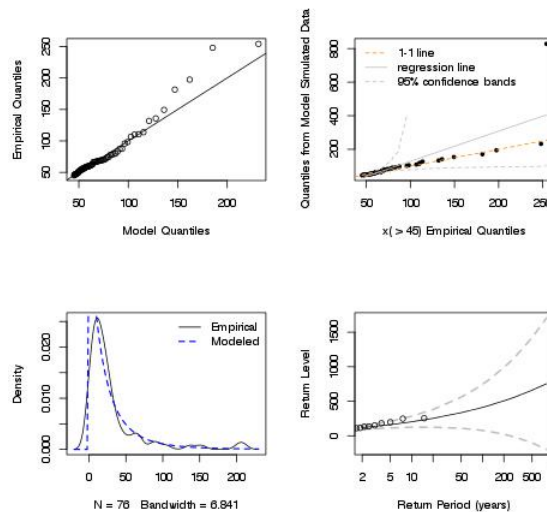 250
200
150
100
50
Empirical Quantiles
50
100
150
200
Model Quantiles
Quantiles from Model Simulated Data
800
600
400
200
1-1 line
regression line
95% confidence bands
50
100
150
200
250
x( > 45) Empirical Quantiles
Density
0.020
0.010
0.000
Empirical
Modeled
0
50
100
150
200
N = 76 Bandwidth = 6.841
Return Level
1500
1000
500
0
2
5
10
20
50
200
500
Return Period (years)